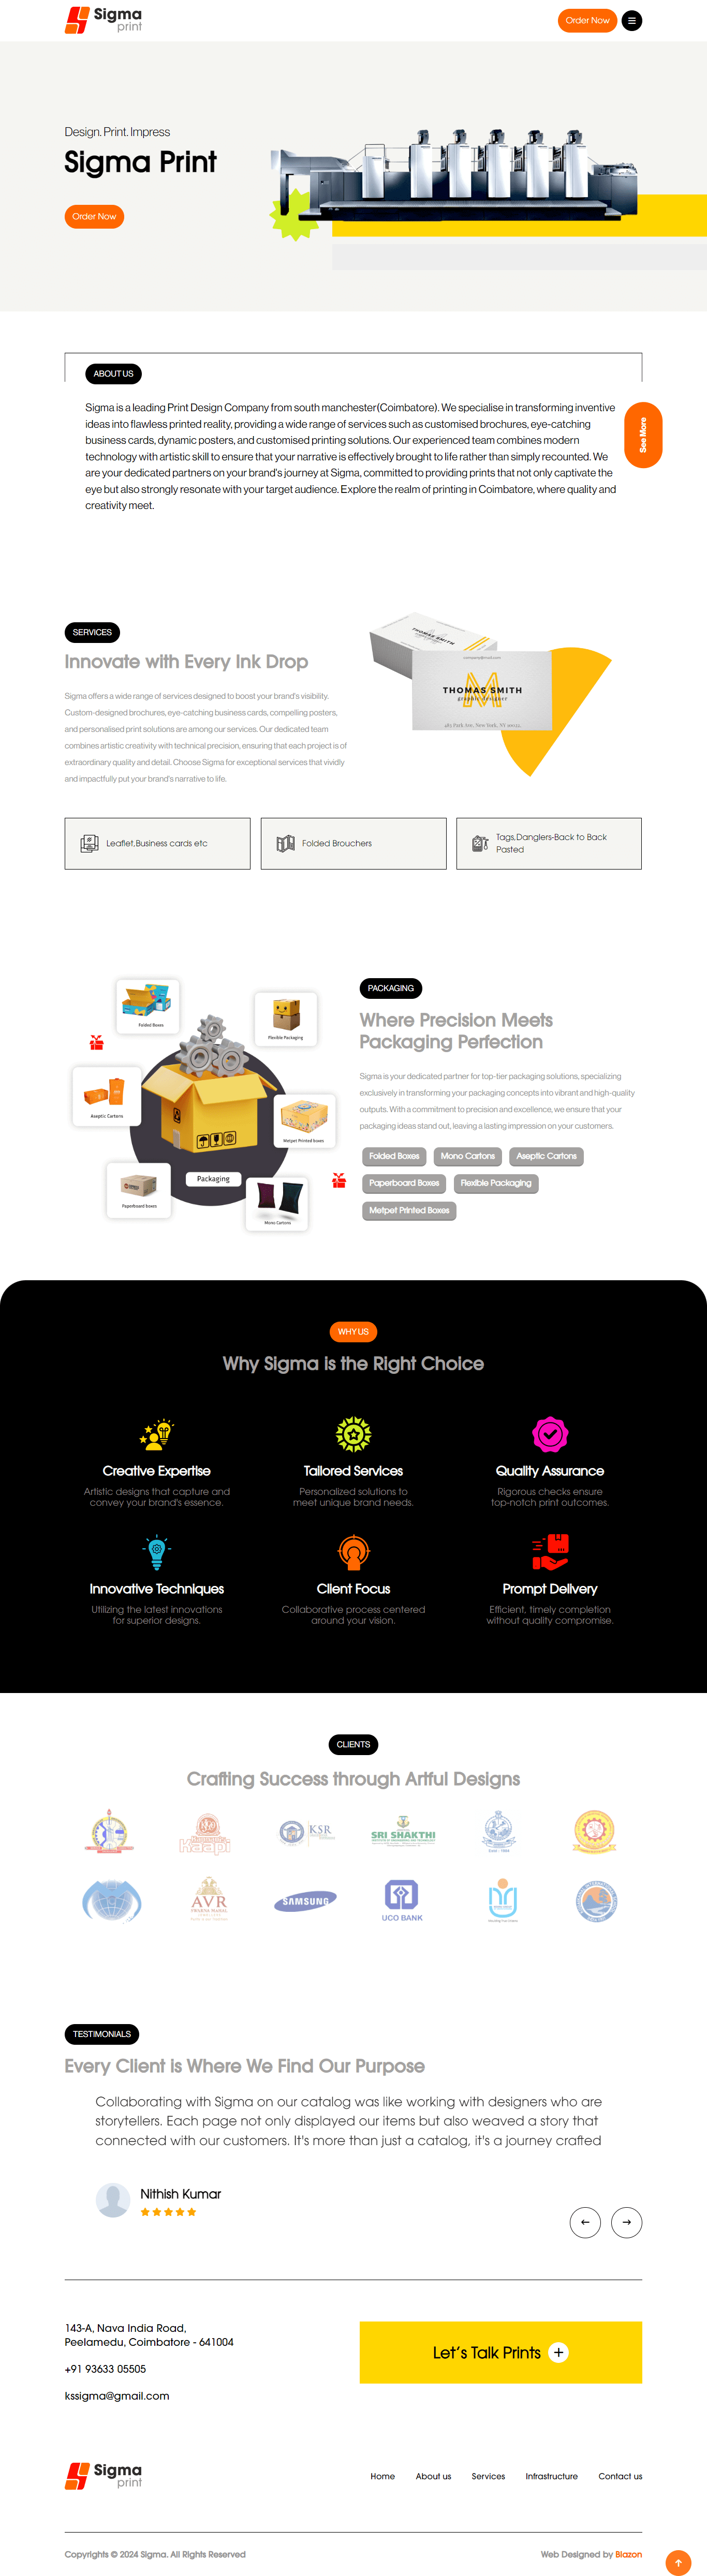 Sigma
print
Order Now
Design. Print. Impress
Sigma Print
Order Now
ABOUT US
Sigma is a leading Print Design Company from south manchester(Coimbatore). We specialise in transforming inventive
ideas into flawless printed reality, providing a wide range of services such as customised brochures, eye-catching
business cards, dynamic posters, and customised printing solutions. Our experienced team combines modern
technology with artistic skill to ensure that your narrative is effectively brought to life rather than simply recounted. We
are your dedicated partners on your brand's journey at Sigma, committed to providing prints that not only captivate the
eye but also strongly resonate with your target audience. Explore the realm of printing in Coimbatore, where quality and
creativity meet.
See More
SERVICES
Innovate with Every Ink Drop
Sigma offers a wide range of services designed to boost your brand's visibility.
Custom-designed brochures, eye-catching business cards, compelling posters,
and personalised print solutions are among our services. Our dedicated team
combines artistic creativity with technical precision, ensuring that each project is of
extraordinary quality and detail. Choose Sigma for exceptional services that vividly
and impactfully put your brand's narrative to life.
THOMAS SMITH
THOMAS SMITH
graphic designer
483 Park Ave, New York, NY 00152,
Leaflet,Business cards etc
Folded Brouchers
Tags,Danglers-Back to Back
Pasted
Folded Boxes
Flexible Packaging
Aseptic Cartens
Metpet Printed boxes
Packaging
Paperboard boxes
Mono Cartons
PACKAGING
Where Precision Meets
Packaging Perfection
Sigma is your dedicated partner for top-tier packaging solutions, specializing
exclusively in transforming your packaging concepts into vibrant and high-quality
outputs. With a commitment to precision and excellence, we ensure that your
packaging ideas stand out, leaving a lasting impression on your customers.
Folded Boxes
Mono Cartons
Aseptic Cartons
Paperboard Boxes
Flexible Packaging
Metpet Printed Boxes
WHY US
Why Sigma is the Right Choice
Creative Expertise
Artistic designs that capture and
convey your brand's essence.
Tailored Services
Personalized solutions to
meet unique brand needs.
Quality Assurance
Rigorous checks ensure
top-notch print outcomes.
Innovative Techniques
Utilizing the latest innovations
for superior designs.
Client Focus
Collaborative process centered
around your vision.
Prompt Delivery
Efficient, timely completion
without quality compromise.
CLIENTS
Crafting Success through Artful Designs
Kaapi
KSR
SRI SHAKTHI
AVR
SWARNA MAHAL
SAMSUNG
UCO BANK
TESTIMONIALS
Every Client is Where We Find Our Purpose
Collaborating with Sigma on our catalog was like working with designers who are
storytellers. Each page not only displayed our items but also weaved a story that
connected with our customers. It's more than just a catalog, it's a journey crafted
Nithish Kumar
143-A, Nava India Road,
Peelamedu, Coimbatore - 641004
+91 93633 05505
kssigma@gmail.com
Let's Talk Prints
Sigma
print
Home
About us
Services
Infrastructure
Contact us
Copyrights © 2024 Sigma. All Rights Reserved
Web Designed by Blazon